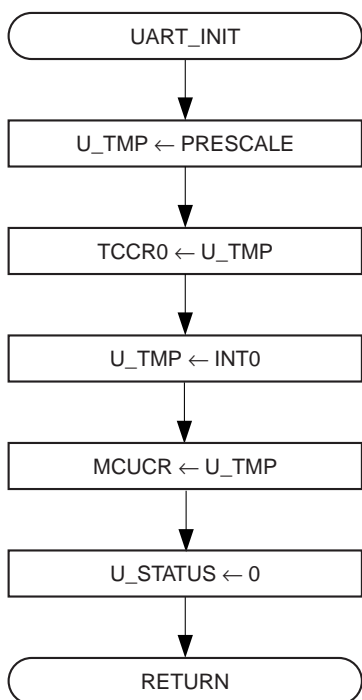 UART_INIT
U_TMP ← PRESCALE
TCCR0 ← U_TMP
U_TMP ← INT0
MCUCR ← U_TMP
U_STATUS ← 0
RETURN